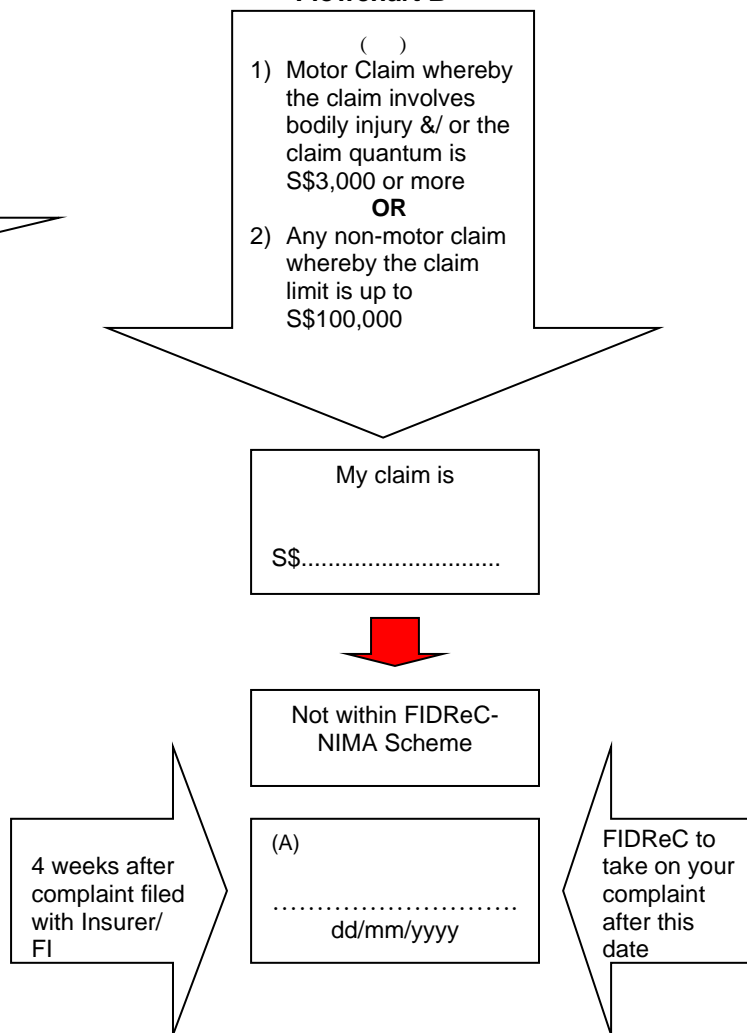 (    )
1) Motor Claim whereby
the claim involves
bodily injury &/ or the
claim quantum is
S$3,000 or more
OR
2) Any non-motor claim
whereby the claim
limit is up to
S$100,000
My claim is
S$..............................
Not within FIDReC-
NIMA Scheme
4 weeks after
complaint filed
with Insurer/
FI
(A)
............................
dd/mm/yyyy
FIDReC to
take on your
complaint
after this
date